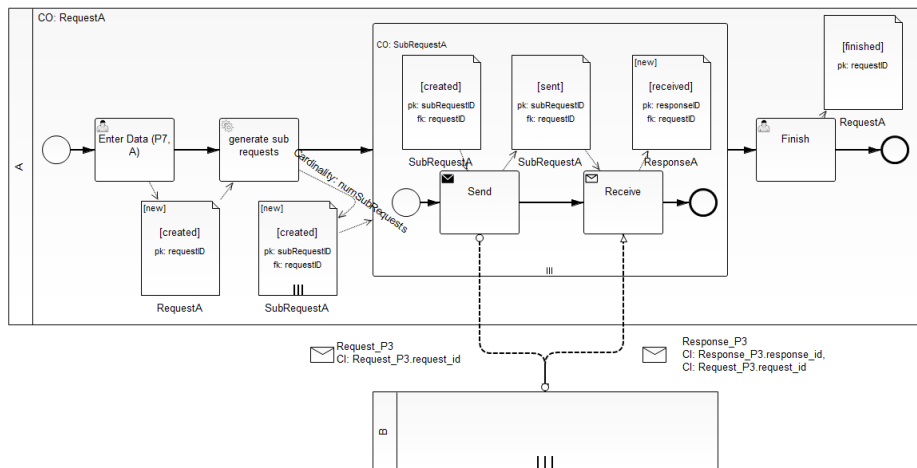 CO: RequestA
A
Enter Data (P7,
A)
generate sub
requests
Cardinality: numSubRequests
[new]
[created]
pk: requestID
RequestA
[new]
[created]
pk: subRequestID
fk: requestID
SubRequestA
CO: SubRequestA
[created]
pk: subRequestID
fk: requestID
SubRequestA
[sent]
pk: subRequestID
fk: requestID
SubRequestA
[new]
[received]
pk: responseID
fk: requestID
ResponseA
Send
Receive
Finish
[finished]
pk: requestID
RequestA
Request_P3
CI: Request_P3.request_id
Response_P3
CI: Response_P3.response_id,
CI: Request_P3.request_id
B